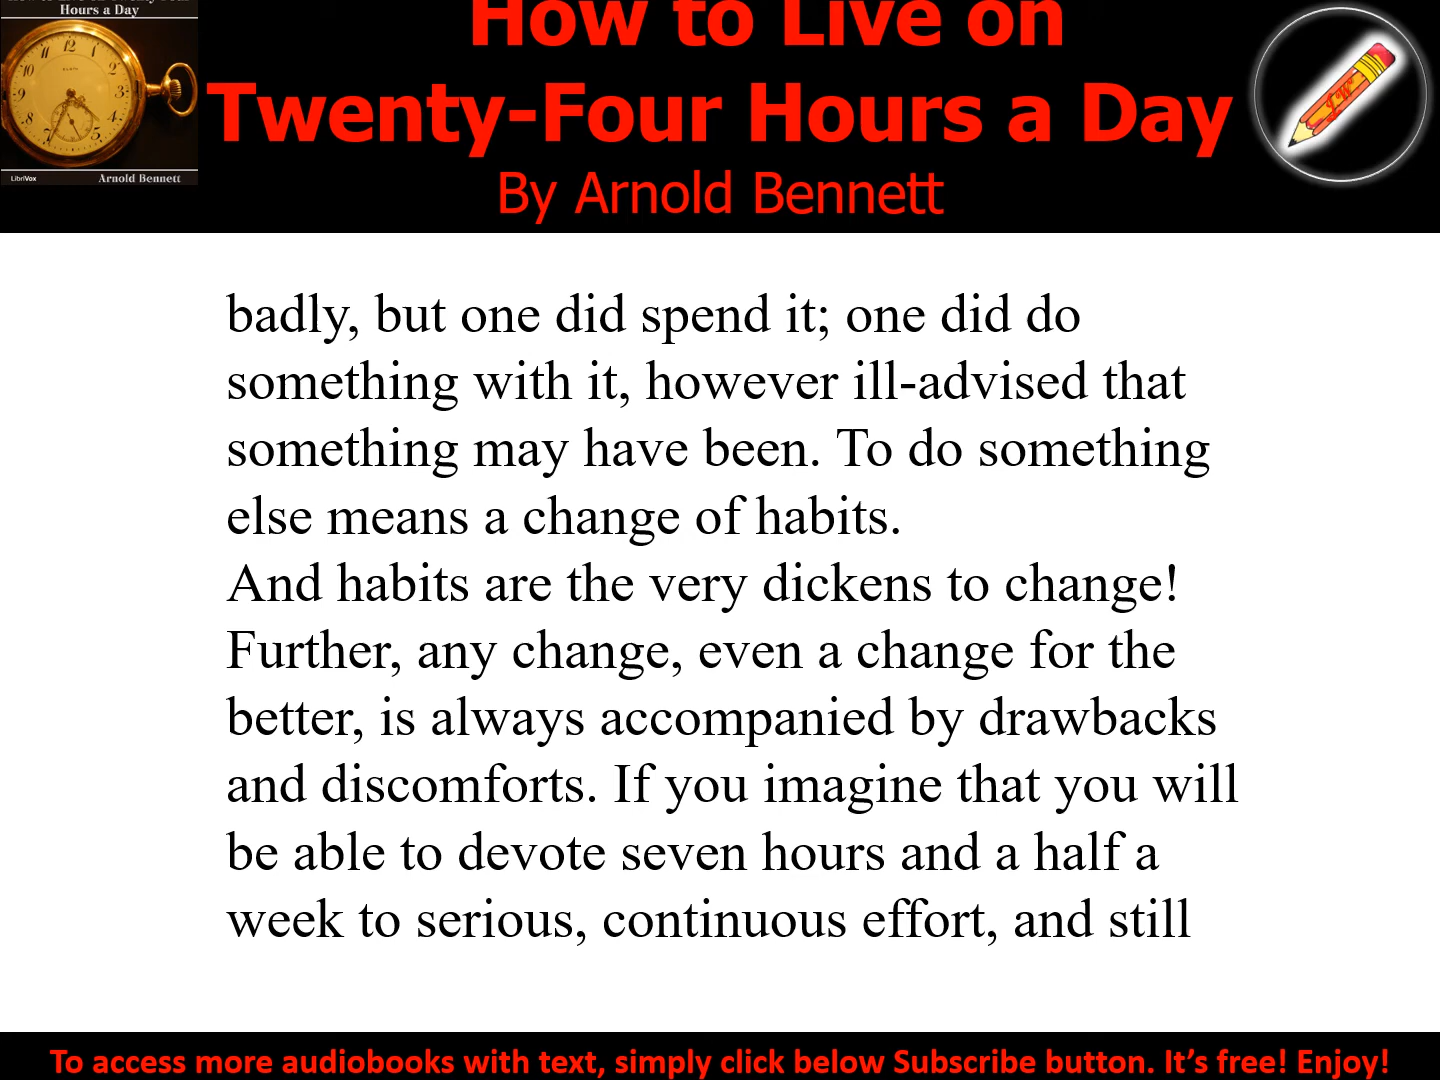 Hours a Day
LibriVox
Arnold Bennett
How to Live on
Twenty-Four Hours a Day
By Arnold Bennett
badly, but one did spend it; one did do
something with it, however ill-advised that
something may have been. To do something
else means a change of habits.
And habits are the very dickens to change!
Further, any change, even a change for the
better, is always accompanied by drawbacks
and discomforts. If you imagine that you will
be able to devote seven hours and a half a
week to serious, continuous effort, and still
To access more audiobooks with text, simply click below Subscribe button. It’s free! Enjoy!